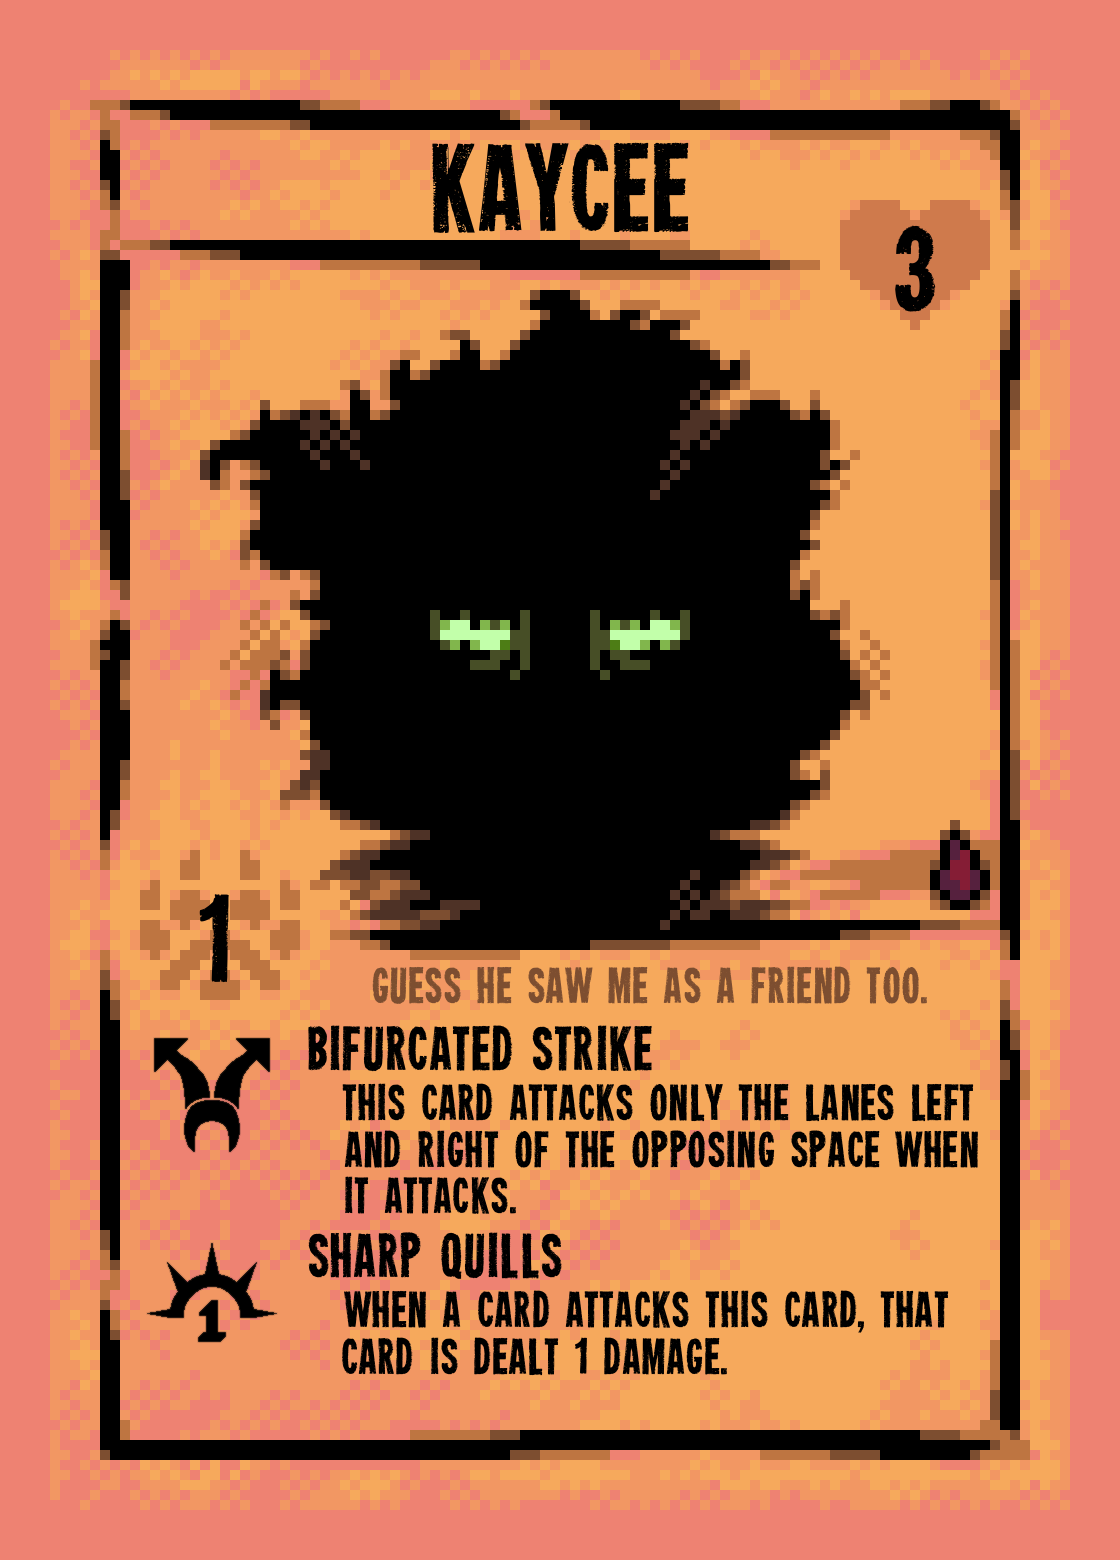 KAYCEE
3
1
GUESS HE SAW ME AS A FRIEND TOO.
BIFURCATED STRIKE
THIS CARD ATTACKS ONLY THE LANES LEFT
AND RIGHT OF THE OPPOSING SPACE WHEN
IT ATTACKS.
SHARP QUILLS
1
WHEN A CARD ATTACKS THIS CARD, THAT
CARD IS DEALT 1 DAMAGE.